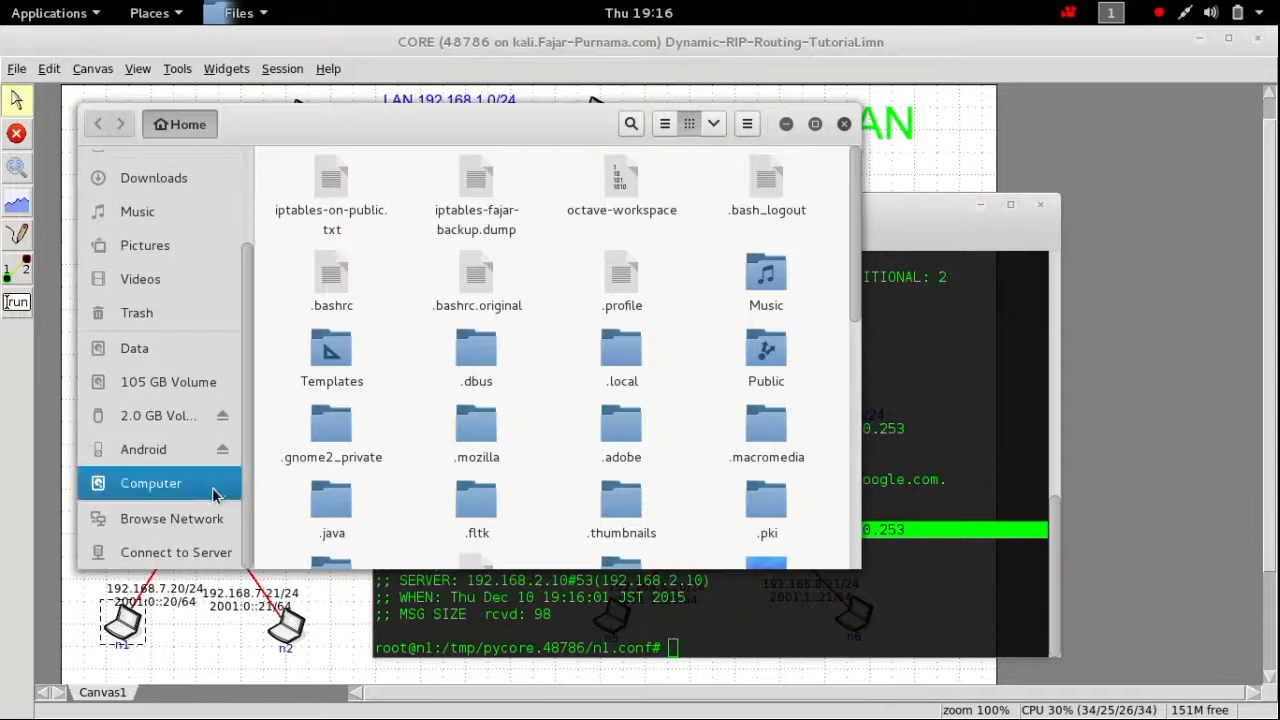 Applications Places Files Thu 19:16 1
CORE (48786 on kali.Fajar-Purnama.com) Dynamic-RIP-Routing-Tutorial.imn
File Edit Canvas View Tools Widgets Session Help
LAN 192.168.1.0/24
AN
Home
Downloads
Music
Pictures
Videos
Trash
Data
105 GB Volume
2.0 GB Vol...
Android
Computer
Browse Network
Connect to Server
iptables-on-public.
txt
iptables-fajar-
backup.dump
octave-workspace
.bash_logout
.bashrc
.bashrc.original
.profile
Music
Templates
.dbus
.local
Public
.gnome2_private
.mozilla
.adobe
.macromedia
.java
.fltk
.thumbnails
.pki
1 2
run
ITIONAL: 2
0.253
oogle.com.
0.253
;; SERVER: 192.168.2.10#53(192.168.2.10)
;; WHEN: Thu Dec 10 19:16:01 JST 2015
;; MSG SIZE rcvd: 98
root@n1:/tmp/pycore.48786/n1.conf#
192.168.7.20/24
2001:0::20/64
192.168.7.21/24
2001:0::21/64
n1
n2
n6
Canvas1
zoom 100% CPU 30% (34/25/26/34) 151M free